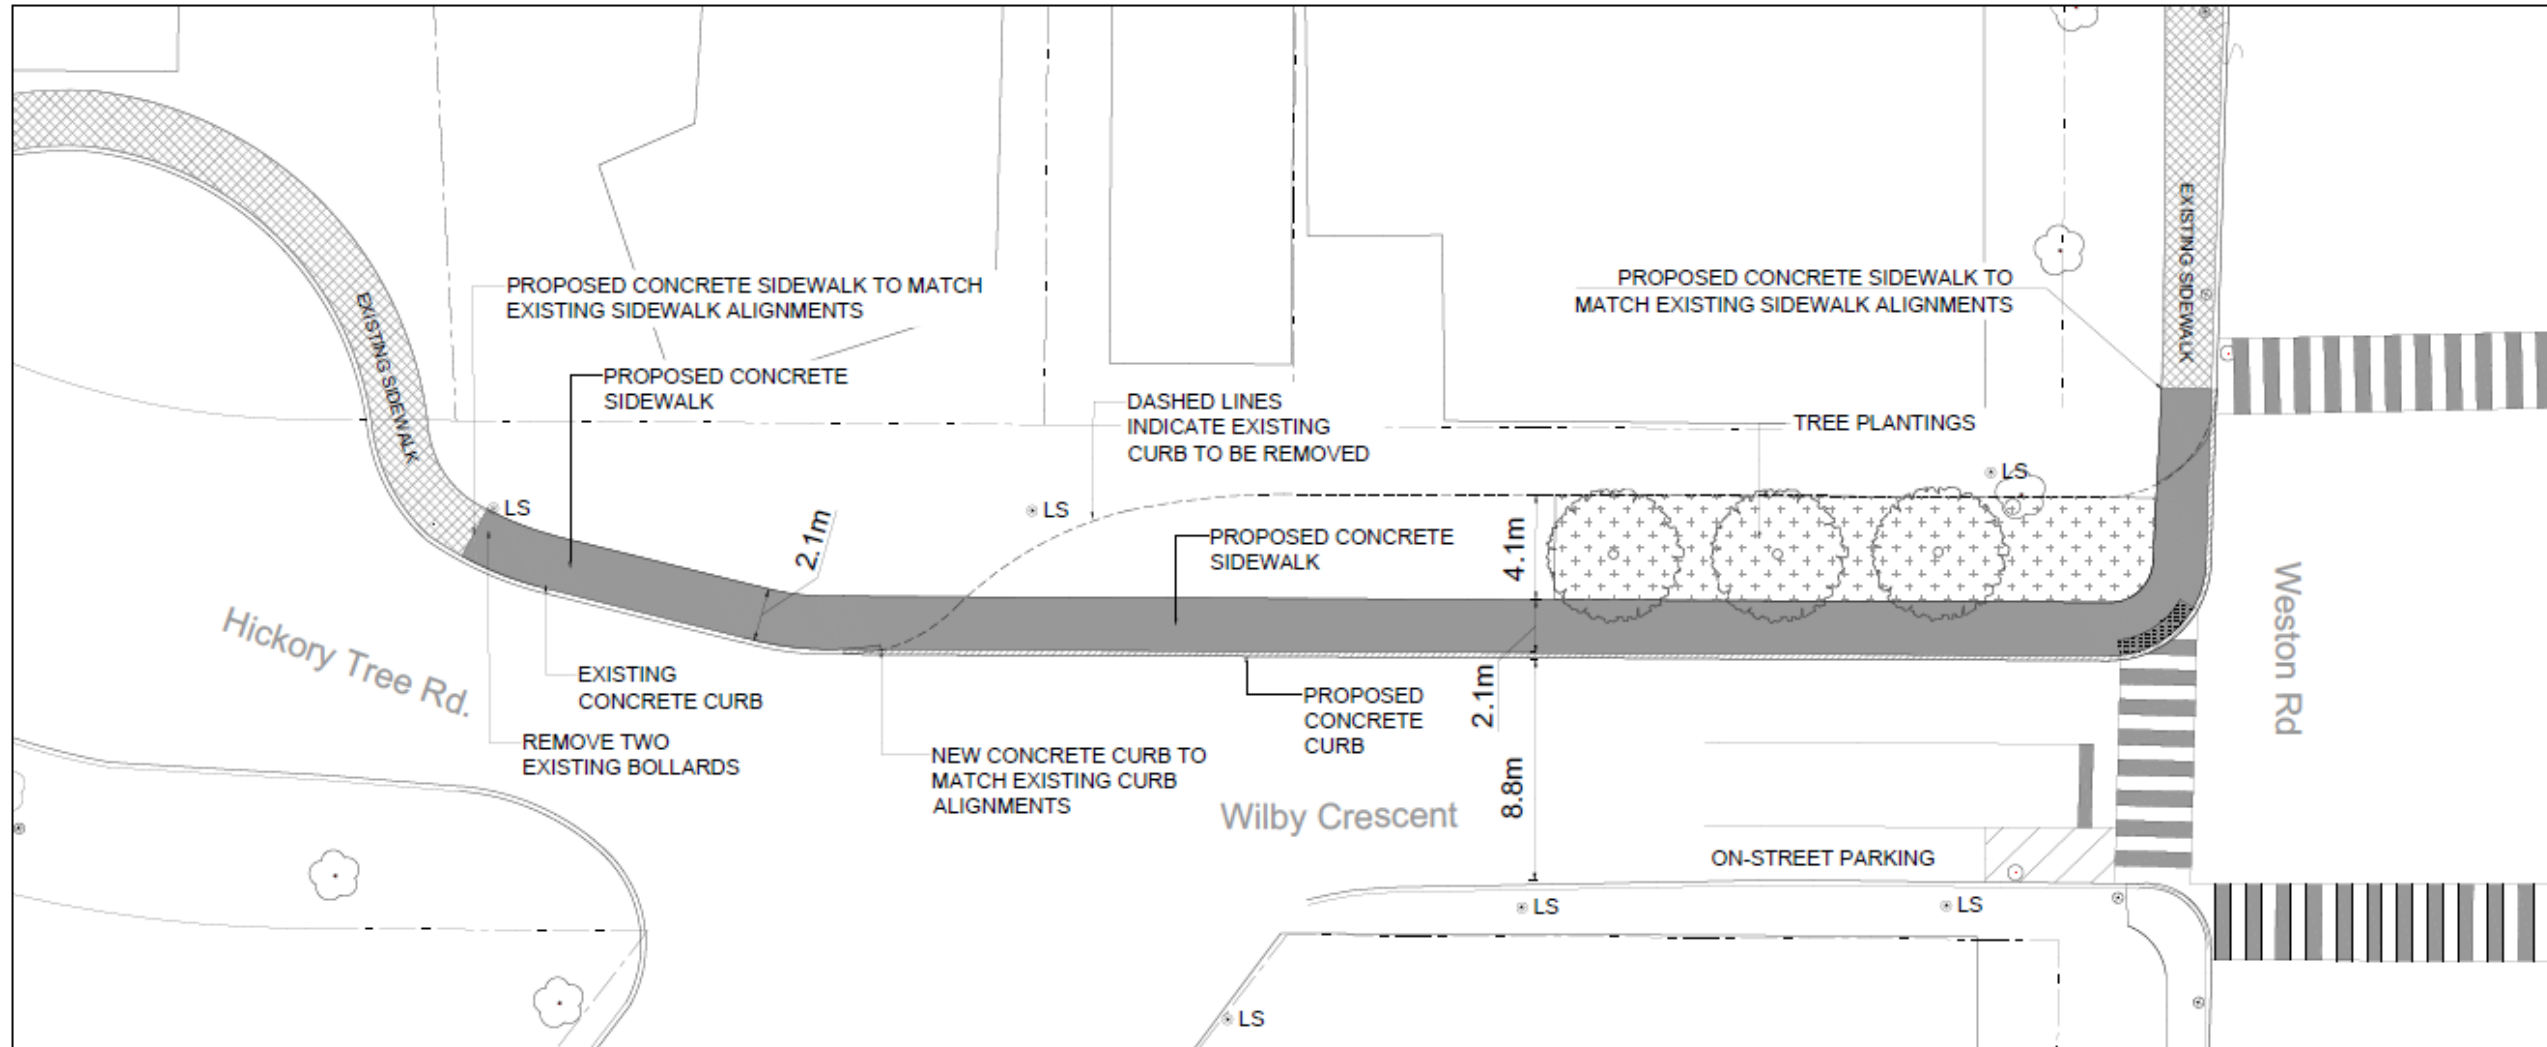 EXISTING SIDEWALK
PROPOSED CONCRETE SIDEWALK TO MATCH
EXISTING SIDEWALK ALIGNMENTS
PROPOSED CONCRETE SIDEWALK TO
MATCH EXISTING SIDEWALK ALIGNMENTS
EXISTING SIDEWALK
PROPOSED CONCRETE
SIDEWALK
DASHED LINES
INDICATE EXISTING
CURB TO BE REMOVED
TREE PLANTINGS
LS
LS
LS
2.1m
PROPOSED CONCRETE
SIDEWALK
4.1m
Hickory Tree Rd.
EXISTING
CONCRETE CURB
REMOVE TWO
EXISTING BOLLARDS
NEW CONCRETE CURB TO
MATCH EXISTING CURB
ALIGNMENTS
PROPOSED
CONCRETE
CURB
2.1m
8.8m
Weston Rd
Wilby Crescent
ON-STREET PARKING
LS
LS
LS